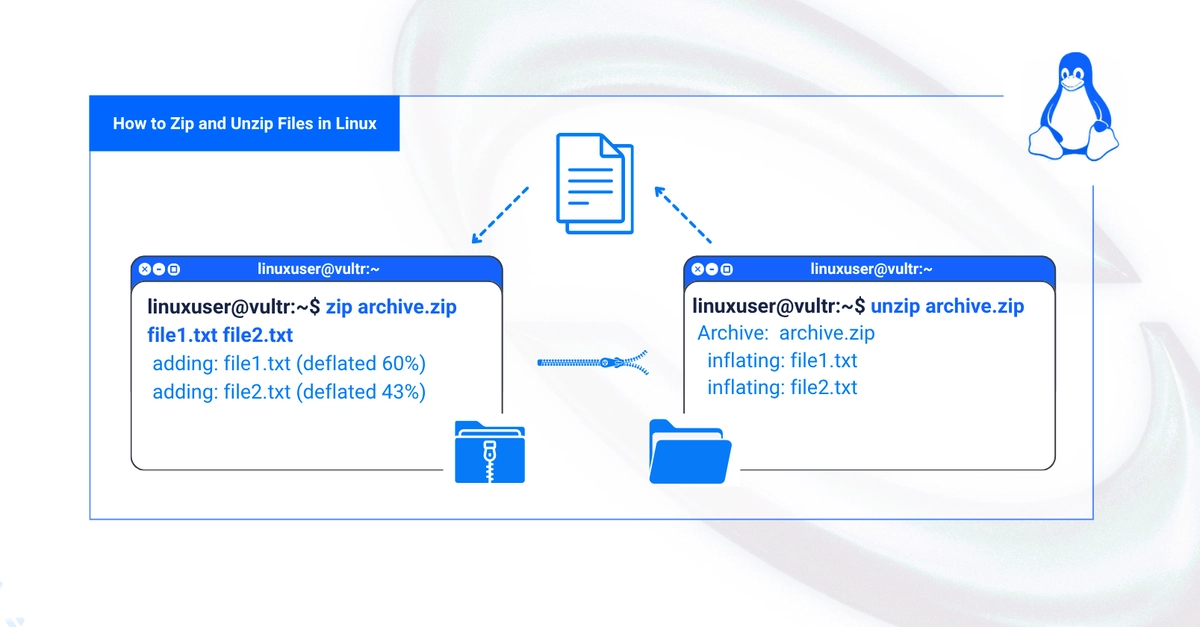 How to Zip and Unzip Files in Linux
linuxuser@vultr:~
linuxuser@vultr:~$ zip archive.zip
file1.txt file2.txt
adding: file1.txt (deflated 60%)
adding: file2.txt (deflated 43%)
linuxuser@vultr:~
linuxuser@vultr:~$ unzip archive.zip
Archive:  archive.zip
inflating: file1.txt
inflating: file2.txt